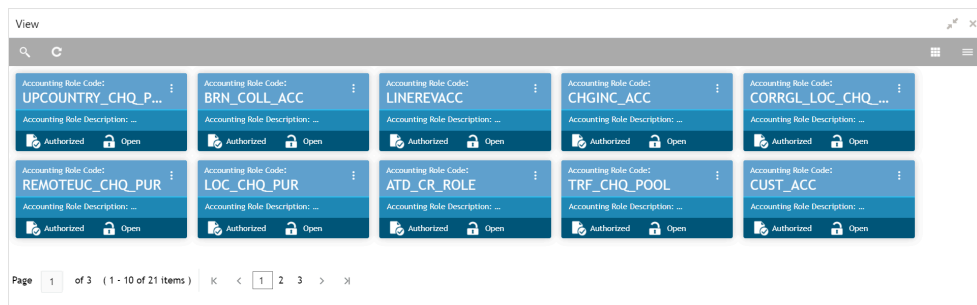 View
Accounting Role Code:
UPCOUNTRY_CHQ_P...
Accounting Role Description: ...
Authorized Open
Accounting Role Code:
BRN_COLL_ACC
Accounting Role Description: ...
Authorized Open
Accounting Role Code:
LINEREVACC
Accounting Role Description: ...
Authorized Open
Accounting Role Code:
CHGINC_ACC
Accounting Role Description: ...
Authorized Open
Accounting Role Code:
CORRGL_LOC_CHQ_...
Accounting Role Description: ...
Authorized Open
Accounting Role Code:
REMOTEUC_CHQ_PUR
Accounting Role Description: ...
Authorized Open
Accounting Role Code:
LOC_CHQ_PUR
Accounting Role Description: ...
Authorized Open
Accounting Role Code:
ATD_CR_ROLE
Accounting Role Description: ...
Authorized Open
Accounting Role Code:
TRF_CHQ_POOL
Accounting Role Description: ...
Authorized Open
Accounting Role Code:
CUST_ACC
Accounting Role Description: ...
Authorized Open
Page 1 of 3 ( 1 - 10 of 21 items ) 1 2 3